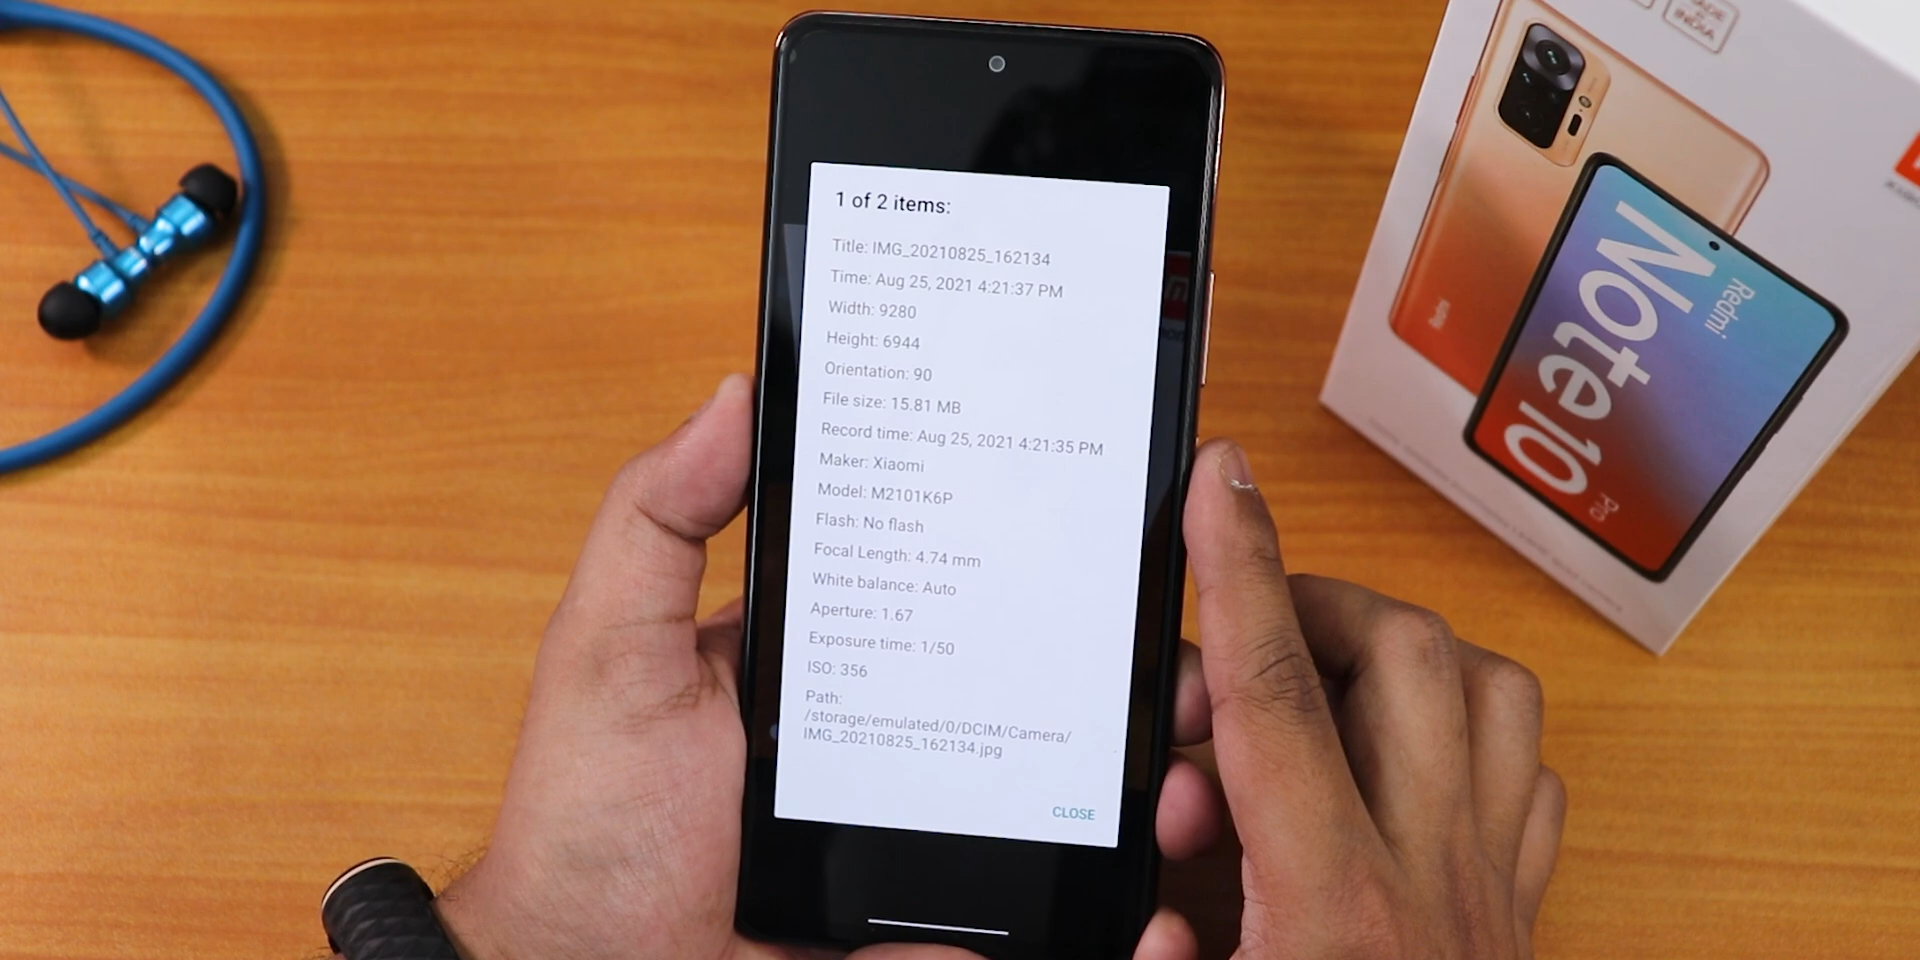 1 of 2 items:
Title: IMG_20210825_162134
Time: Aug 25, 2021 4:21:37 PM
Width: 9280
Height: 6944
Orientation: 90
File size: 15.81 MB
Record time: Aug 25, 2021 4:21:35 PM
Maker: Xiaomi
Model: M2101K6P
Flash: No flash
Focal Length: 4.74 mm
White balance: Auto
Aperture: 1.67
Exposure time: 1/50
ISO: 356
Path:
/storage/emulated/0/DCIM/Camera/
IMG_20210825_162134.jpg
CLOSE
INDIA
Redmi
Redmi
Note10
Pro